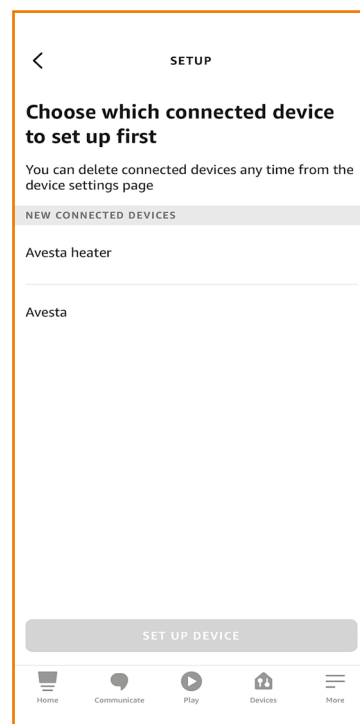 SETUP
Choose which connected device
to set up first
You can delete connected devices any time from the
device settings page
NEW CONNECTED DEVICES
Avesta heater
Avesta
SET UP DEVICE
Home Communicate Play Devices More